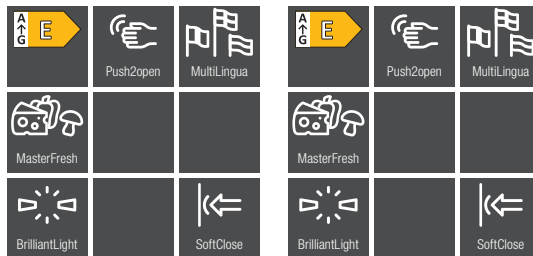 A
G
E
Push2open
MultiLingua
MasterFresh
BrilliantLight
SoftClose
A
G
E
Push2open
MultiLingua
MasterFresh
BrilliantLight
SoftClose